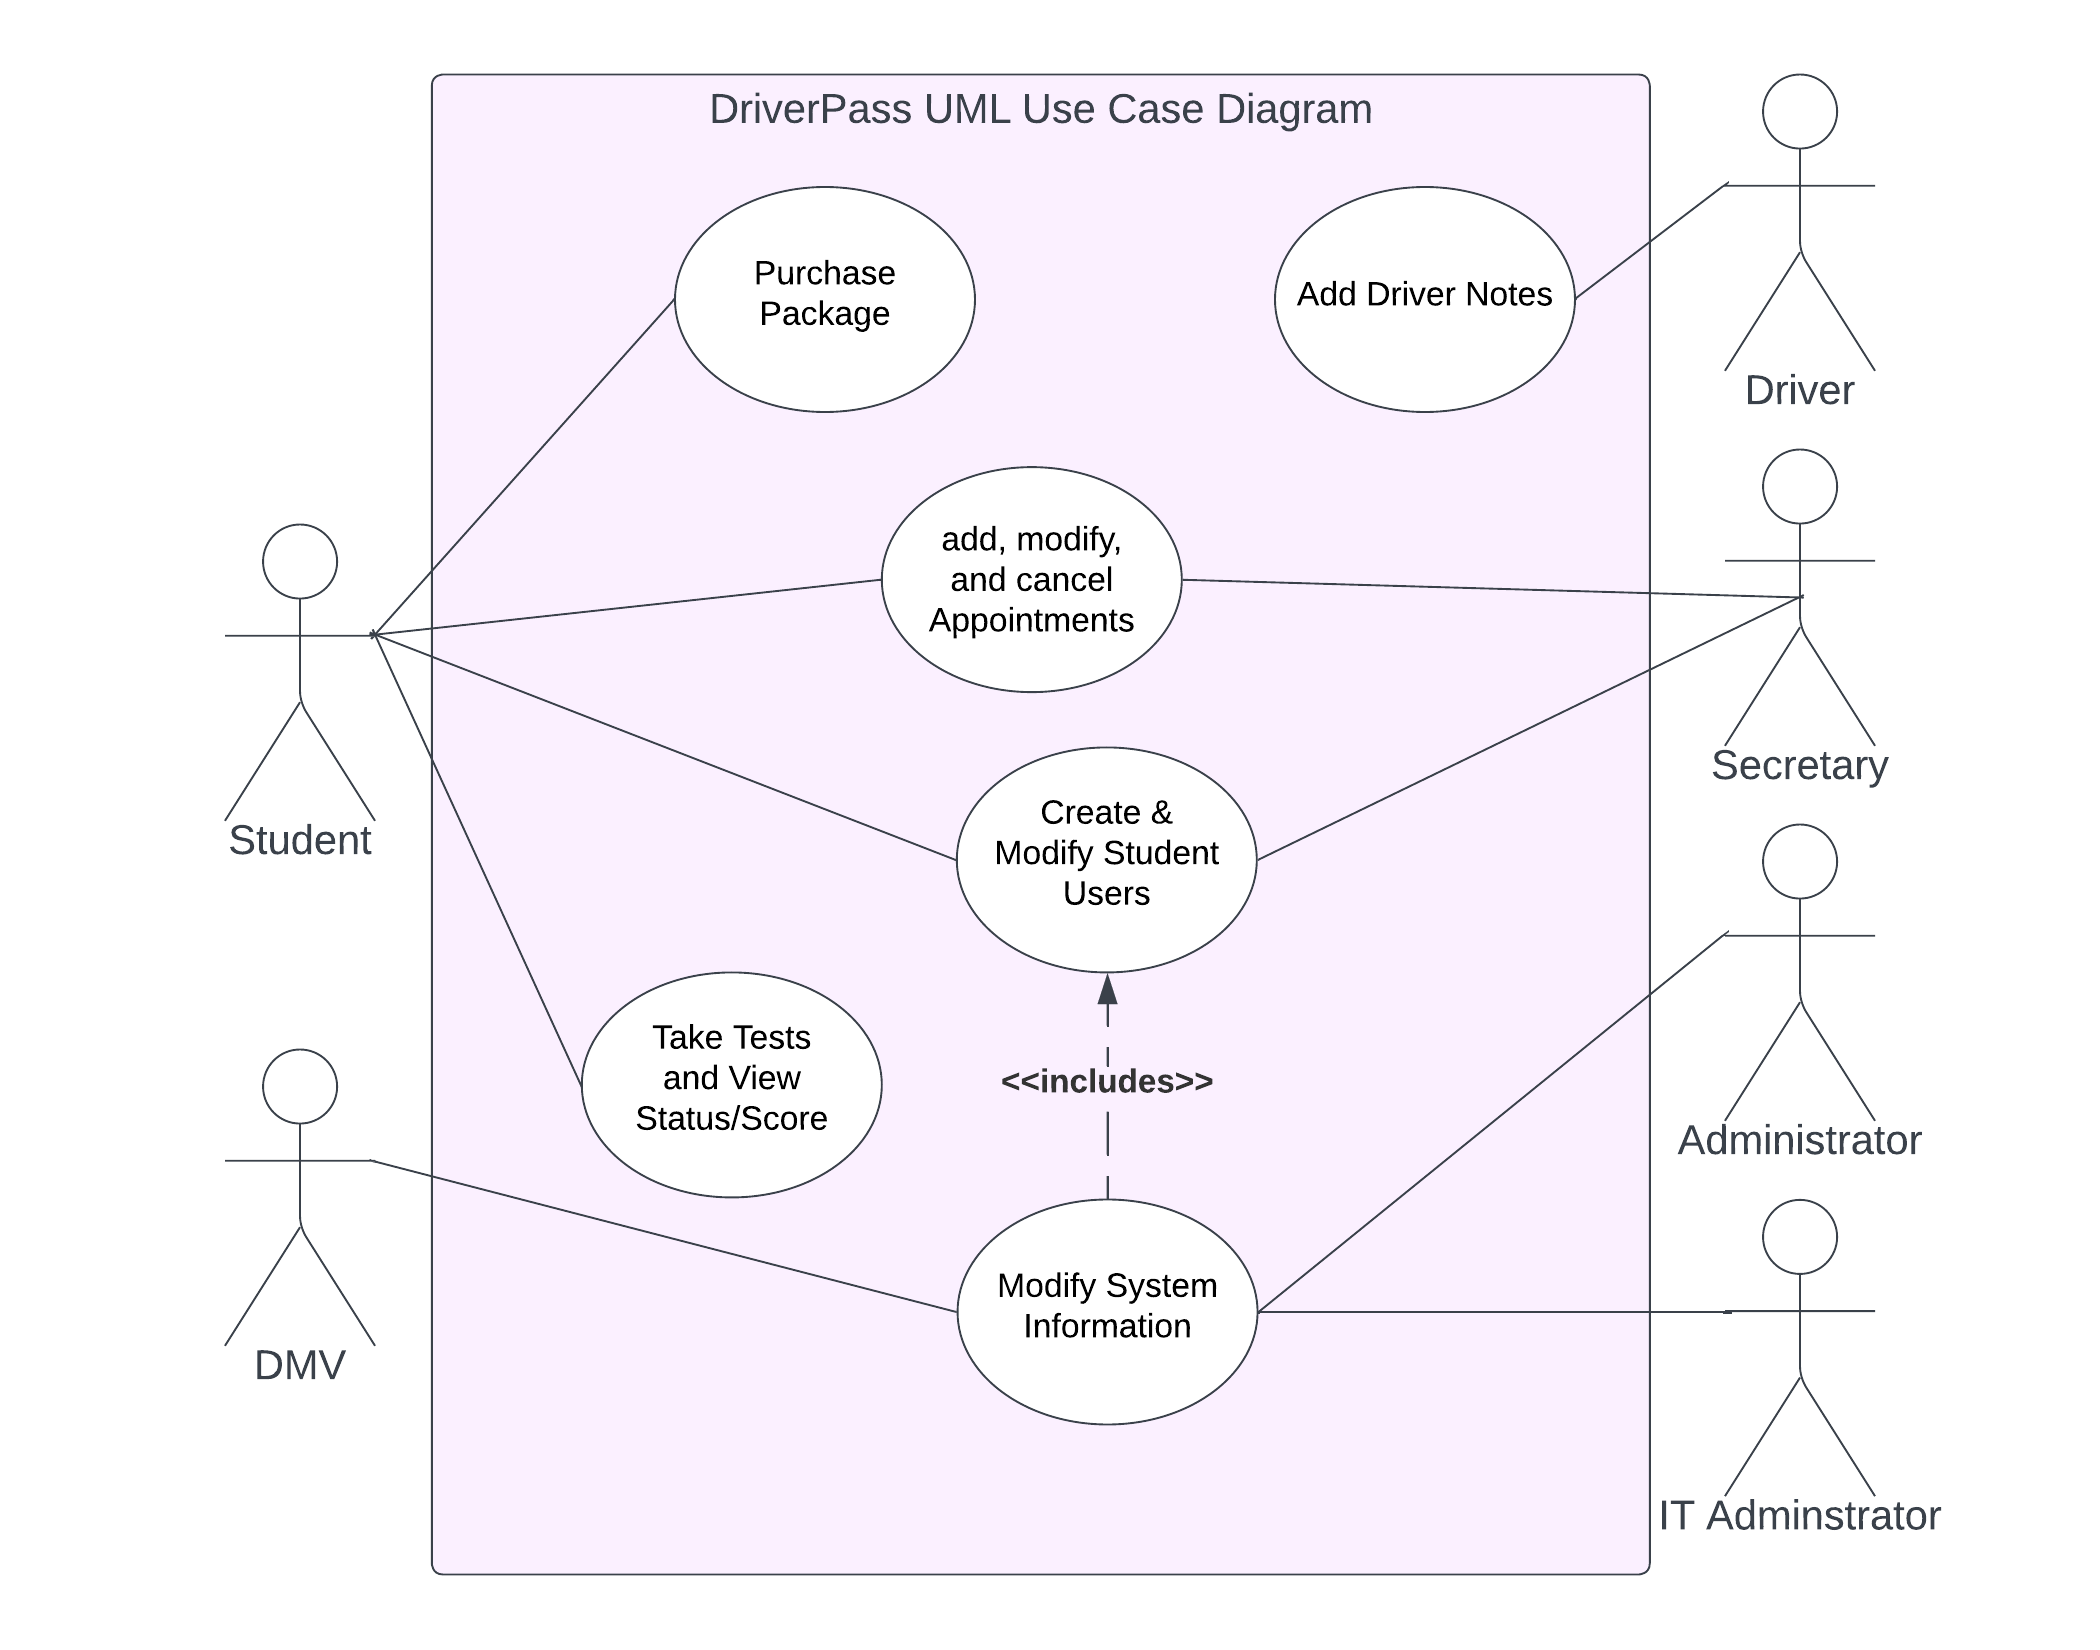 DriverPass UML Use Case Diagram
Purchase
Package
Add Driver Notes
Driver
add, modify,
and cancel
Appointments
Secretary
Student
Create &
Modify Student
Users
Take Tests
and View
Status/Score
<<includes>>
Administrator
DMV
Modify System
Information
IT Adminstrator